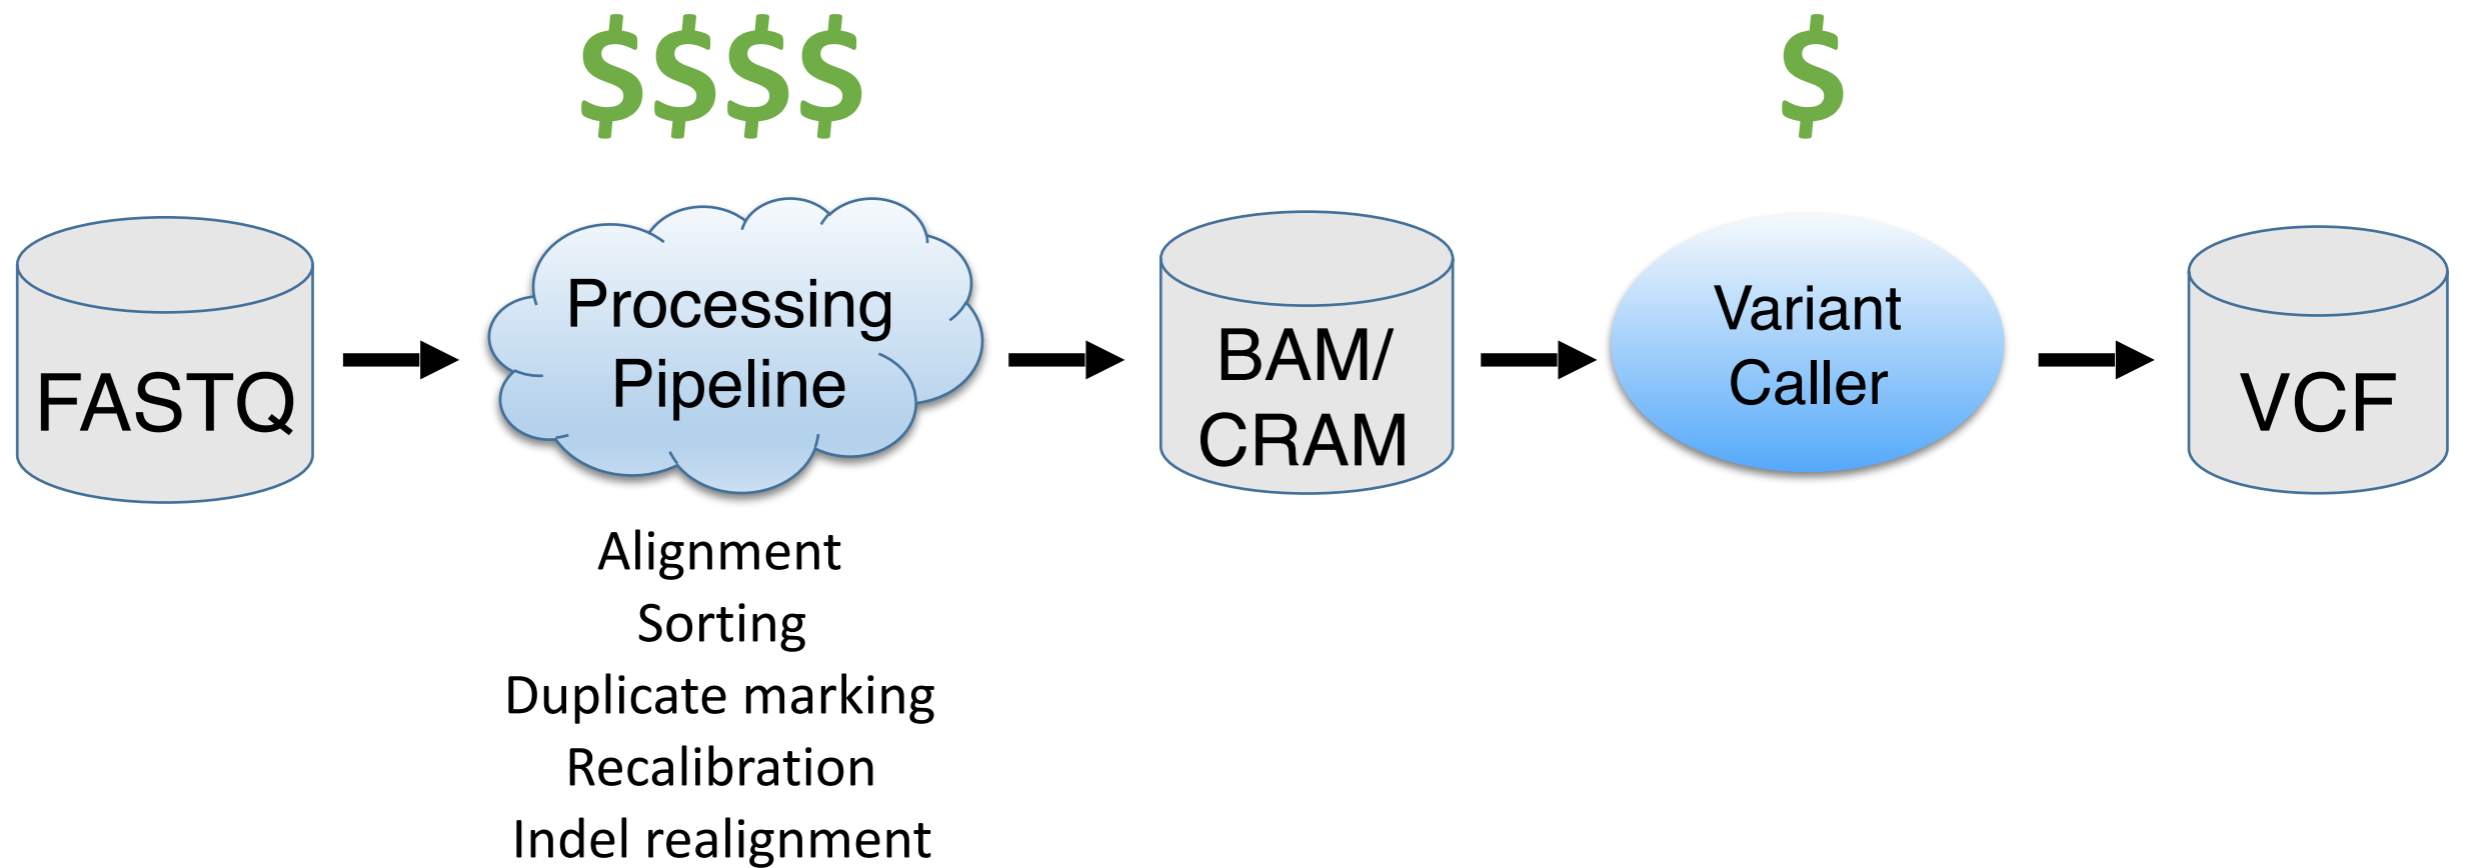 $$$$
$
FASTQ
Processing
Pipeline
BAM/
CRAM
Variant
Caller
VCF
Alignment
Sorting
Duplicate marking
Recalibration
Indel realignment